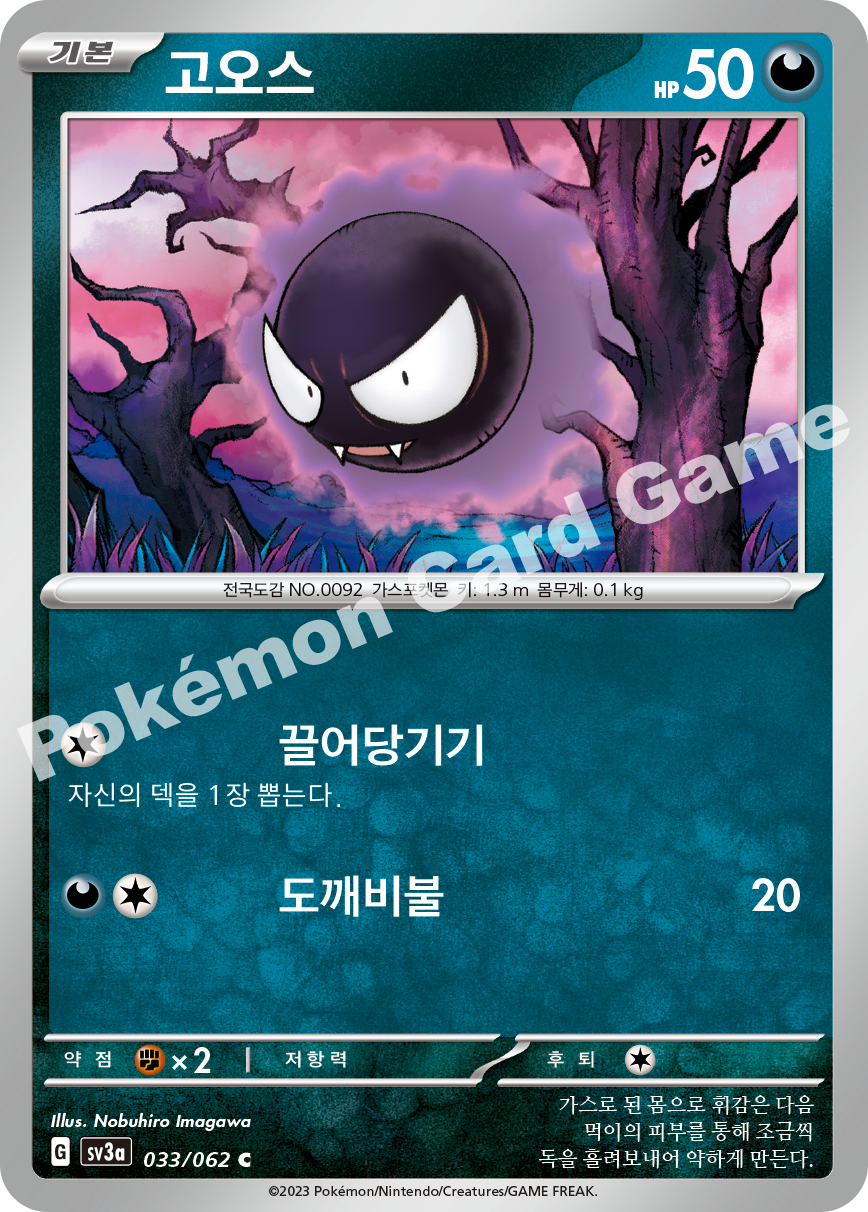 기본
고오스
HP 50
전국도감 NO.0092 가스포켓몬 키: 1.3 m 몸무게: 0.1 kg
Pokémon Card Game
끌어당기기
자신의 덱을 1장 뽑는다.
도깨비불 20
약점 ×2 저항력 후퇴
Illus. Nobuhiro Imagawa
G sv3a 033/062 C
가스로 된 몸으로 휘감은 다음
먹이의 피부를 통해 조금씩
독을 흘려보내어 약하게 만든다.
©2023 Pokémon/Nintendo/Creatures/GAME FREAK.